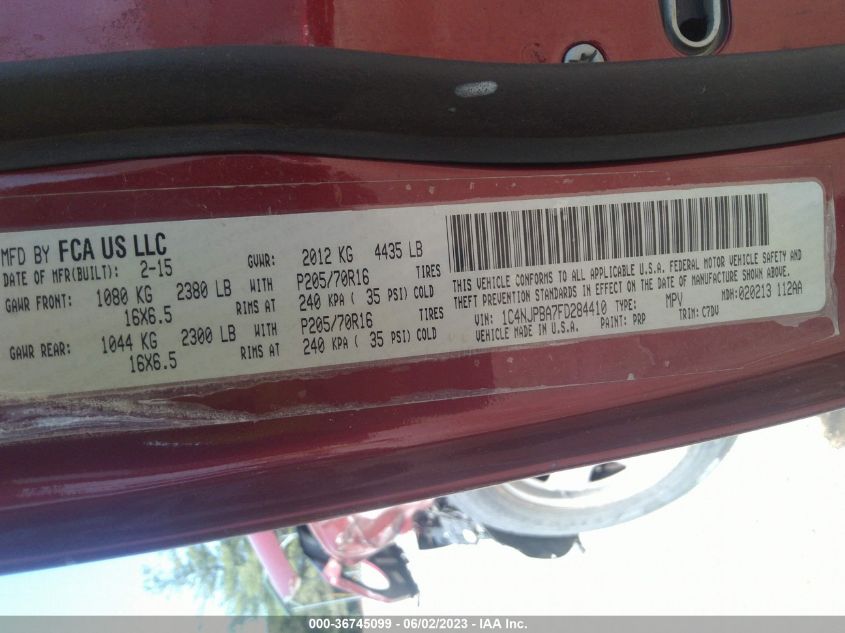 MFD BY FCA US LLC
DATE OF MFR(BUILT): 2-15
GVWR: 2012 KG 4435 LB
GAWR FRONT: 1080 KG 2380 LB WITH P205/70R16 TIRES
16X6.5 RIMS AT 240 KPA ( 35 PSI) COLD
GAWR REAR: 1044 KG 2300 LB WITH P205/70R16 TIRES
16X6.5 RIMS AT 240 KPA ( 35 PSI) COLD
THIS VEHICLE CONFORMS TO ALL APPLICABLE U.S.A. FEDERAL MOTOR VEHICLE SAFETY AND
THEFT PREVENTION STANDARDS IN EFFECT ON THE DATE OF MANUFACTURE SHOWN ABOVE.
VIN: 1C4NJPBA7FD284410 TYPE: MPV MDH:020213 112AA
VEHICLE MADE IN U.S.A. PAINT: PRP TRIM: C7DV
000-36745099 - 06/02/2023 - IAA Inc.